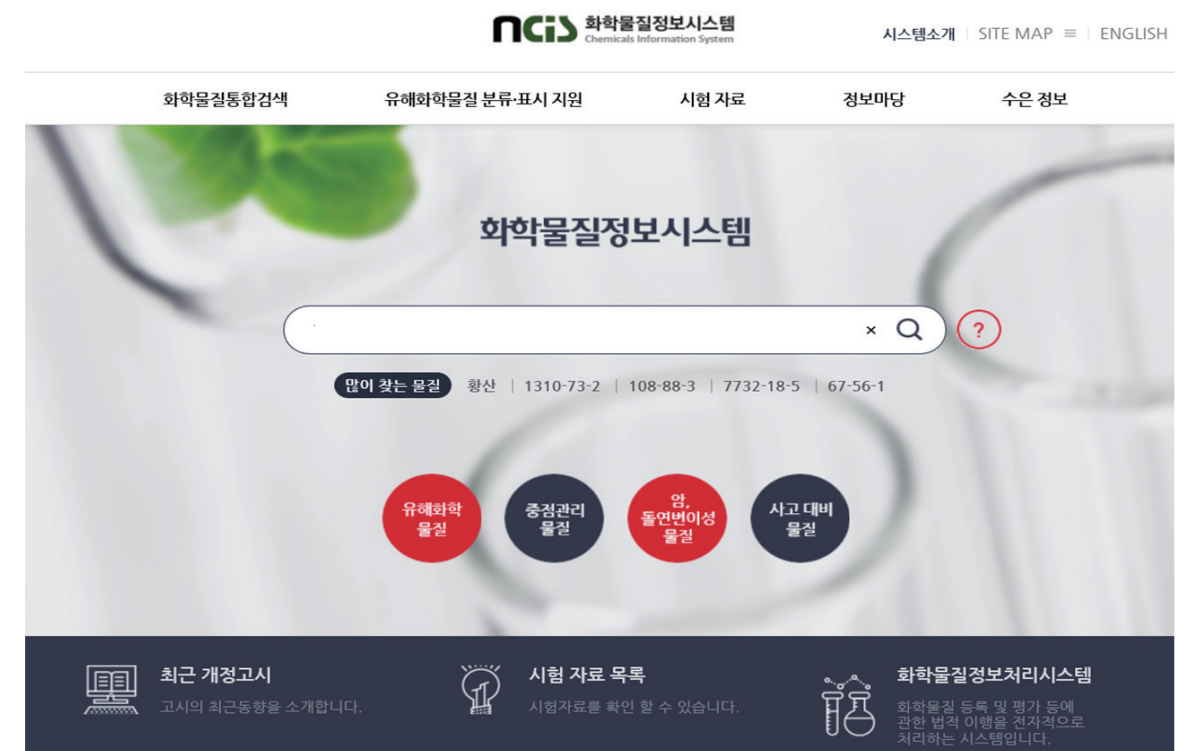 ncis 화학물질정보시스템
Chemicals Information System
시스템소개 | SITE MAP ≡ | ENGLISH
화학물질통합검색 유해화학물질 분류·표시 지원 시험 자료 정보마당 수은 정보
화학물질정보시스템
× ?
많이 찾는 물질 황산 | 1310-73-2 | 108-88-3 | 7732-18-5 | 67-56-1
유해화학
물질
중점관리
물질
암,
돌연변이성
물질
사고 대비
물질
최근 개정고시
고시의 최근동향을 소개합니다.
시험 자료 목록
시험자료를 확인 할 수 있습니다.
화학물질정보처리시스템
화학물질 등록 및 평가 등에
관한 법적 이행을 전자적으로
처리하는 시스템입니다.